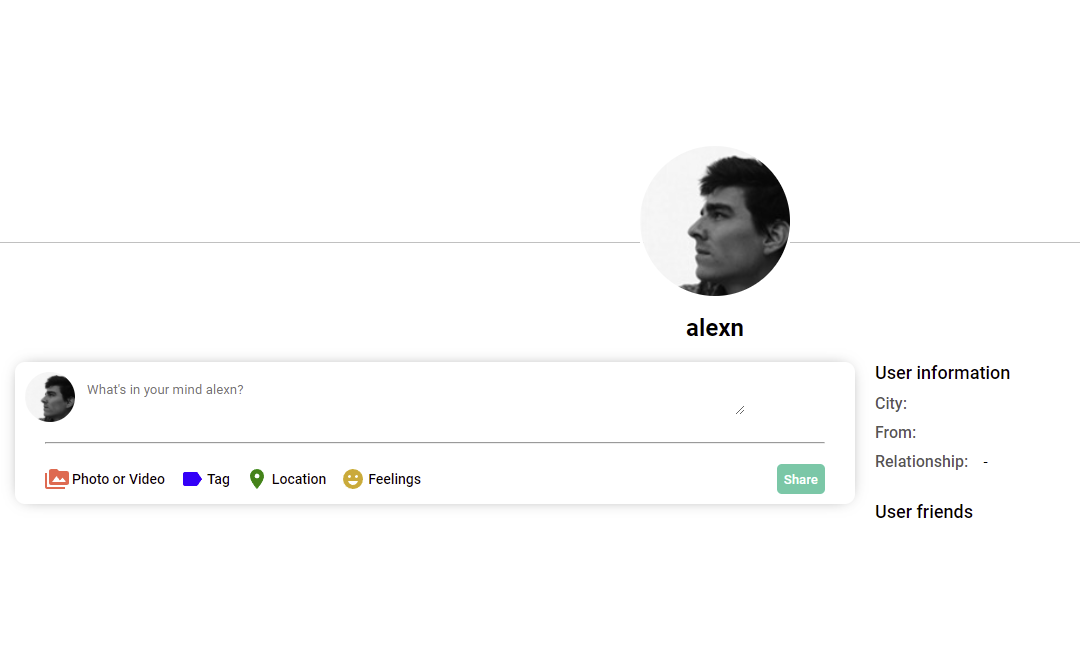 alexn
What's in your mind alexn?
Photo or Video
Tag
Location
Feelings
Share
User information
City:
From:
Relationship: -
User friends